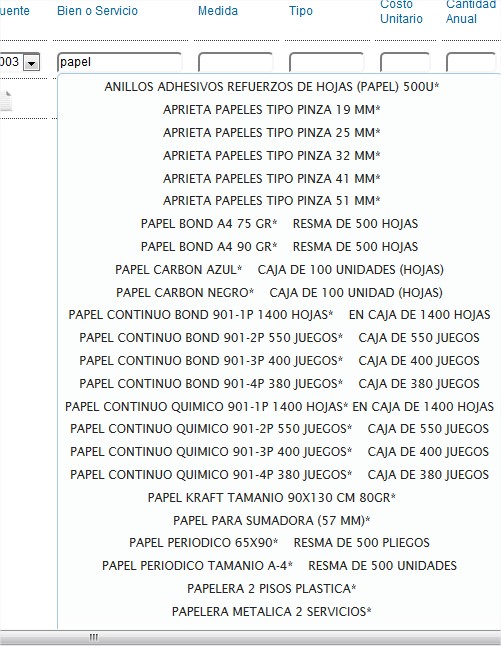 uente Bien o Servicio Medida Tipo Costo Unitario Cantidad Anual
003 papel
ANILLOS ADHESIVOS REFUERZOS DE HOJAS (PAPEL) 500U*
APRIETA PAPELES TIPO PINZA 19 MM*
APRIETA PAPELES TIPO PINZA 25 MM*
APRIETA PAPELES TIPO PINZA 32 MM*
APRIETA PAPELES TIPO PINZA 41 MM*
APRIETA PAPELES TIPO PINZA 51 MM*
PAPEL BOND A4 75 GR* RESMA DE 500 HOJAS
PAPEL BOND A4 90 GR* RESMA DE 500 HOJAS
PAPEL CARBON AZUL* CAJA DE 100 UNIDADES (HOJAS)
PAPEL CARBON NEGRO* CAJA DE 100 UNIDAD (HOJAS)
PAPEL CONTINUO BOND 901-1P 1400 HOJAS* EN CAJA DE 1400 HOJAS
PAPEL CONTINUO BOND 901-2P 550 JUEGOS* CAJA DE 550 JUEGOS
PAPEL CONTINUO BOND 901-3P 400 JUEGOS* CAJA DE 400 JUEGOS
PAPEL CONTINUO BOND 901-4P 380 JUEGOS* CAJA DE 380 JUEGOS
PAPEL CONTINUO QUIMICO 901-1P 1400 HOJAS* EN CAJA DE 1400 HOJAS
PAPEL CONTINUO QUIMICO 901-2P 550 JUEGOS* CAJA DE 550 JUEGOS
PAPEL CONTINUO QUIMICO 901-3P 400 JUEGOS* CAJA DE 400 JUEGOS
PAPEL CONTINUO QUIMICO 901-4P 380 JUEGOS* CAJA DE 380 JUEGOS
PAPEL KRAFT TAMANIO 90X130 CM 80GR*
PAPEL PARA SUMADORA (57 MM)*
PAPEL PERIODICO 65X90* RESMA DE 500 PLIEGOS
PAPEL PERIODICO TAMANIO A-4* RESMA DE 500 UNIDADES
PAPELERA 2 PISOS PLASTICA*
PAPELERA METALICA 2 SERVICIOS*